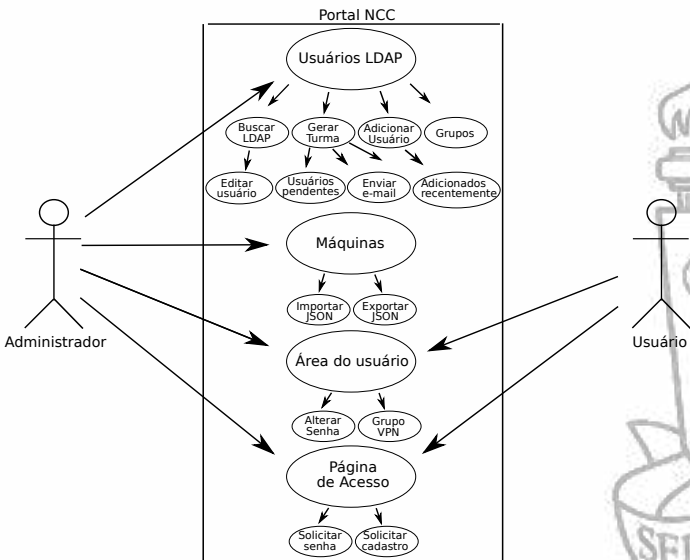 Portal NCC
Usuários LDAP
Buscar
LDAP
Gerar
Turma
Adicionar
Usuário
Grupos
Editar
usuário
Usuários
pendentes
Enviar
e-mail
Adicionados
recentemente
Máquinas
Administrador
Usuário
Importar
JSON
Exportar
JSON
Área do usuário
Alterar
Senha
Grupo
VPN
Página
de Acesso
Solicitar
senha
Solicitar
cadastro